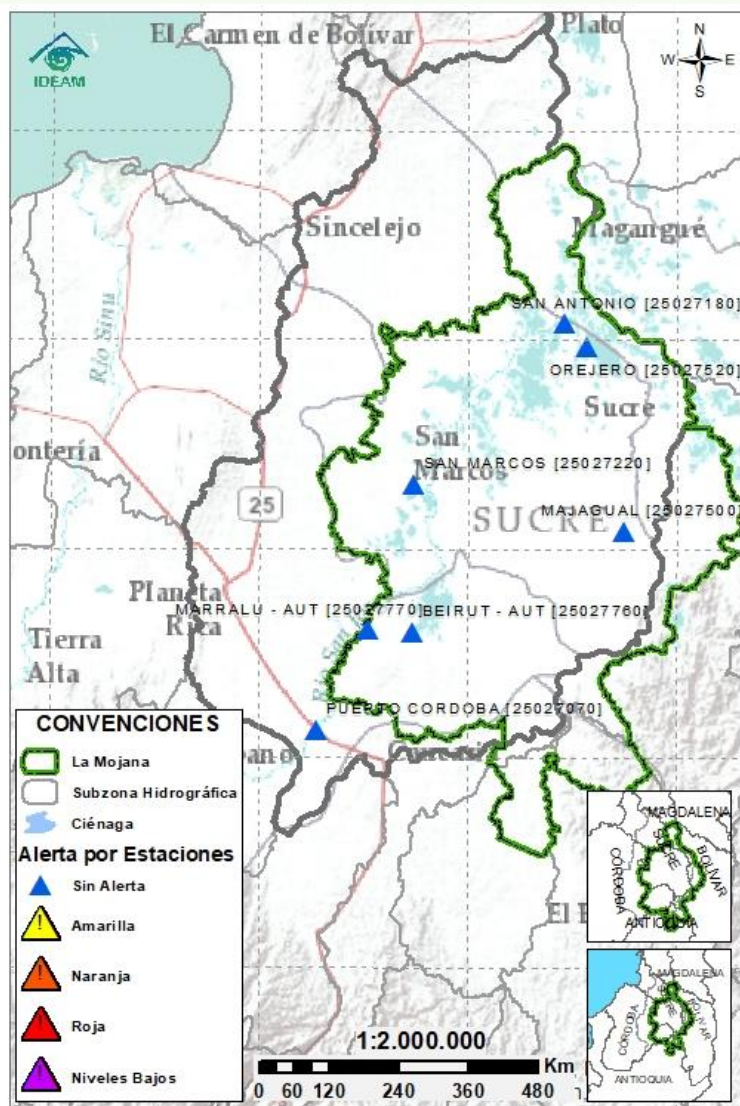 IDEAM
El Carmen de Bolívar
Plato
N
W E
S
Sincelejo
Magangué
Río Sinu
SAN ANTONIO [25027180]
OREJERO [25027520]
Sucre
ontería
San
Marcos
SAN MARCOS [25027220]
25
SUCRE
MAJAGUAL [25027500]
Planeta
Rica
MARRALU - AUT [25027770]
BEIRUT - AUT [25027760]
Tierra
Alta
PUERTO CORDOBA [25027070]
CONVENCIONES
La Mojana
Subzona Hidrográfica
Ciénaga
Alerta por Estaciones
Sin Alerta
Amarilla
Naranja
Roja
Niveles Bajos
1:2.000.000
Km
0 60 120 240 360 480
MAGDALENA
SUCRE
BOLÍVAR
CÓRDOBA
ANTIOQUIA
MAGDALENA
SUCRE
BOLÍVAR
CÓRDOBA
ANTIOQUIA